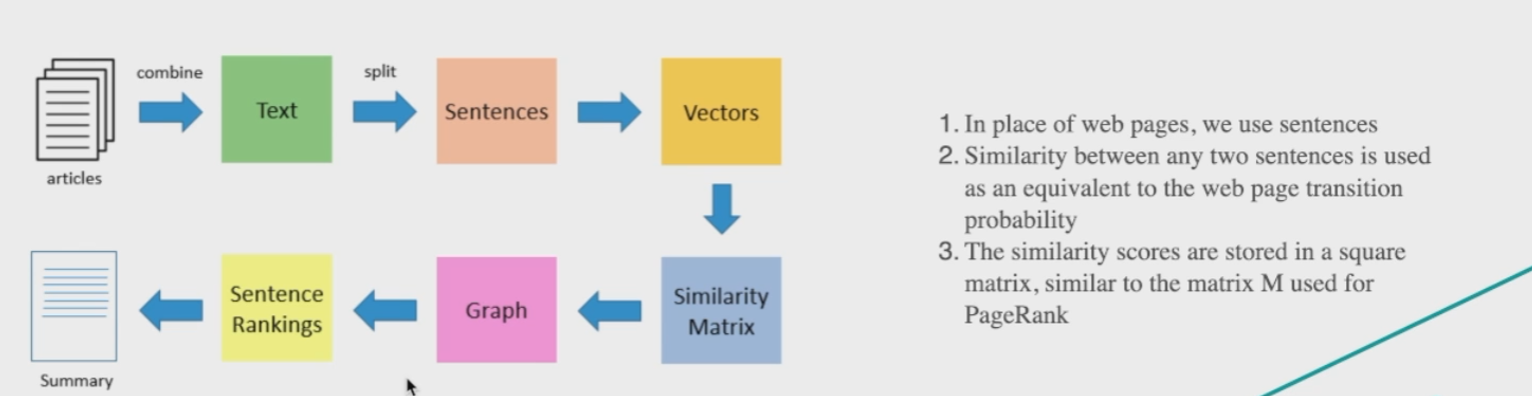 combine
split
Text
Sentences
Vectors
articles
Sentence
Rankings
Graph
Similarity
Matrix
Summary
1. In place of web pages, we use sentences
2. Similarity between any two sentences is used
as an equivalent to the web page transition
probability
3. The similarity scores are stored in a square
matrix, similar to the matrix M used for
PageRank